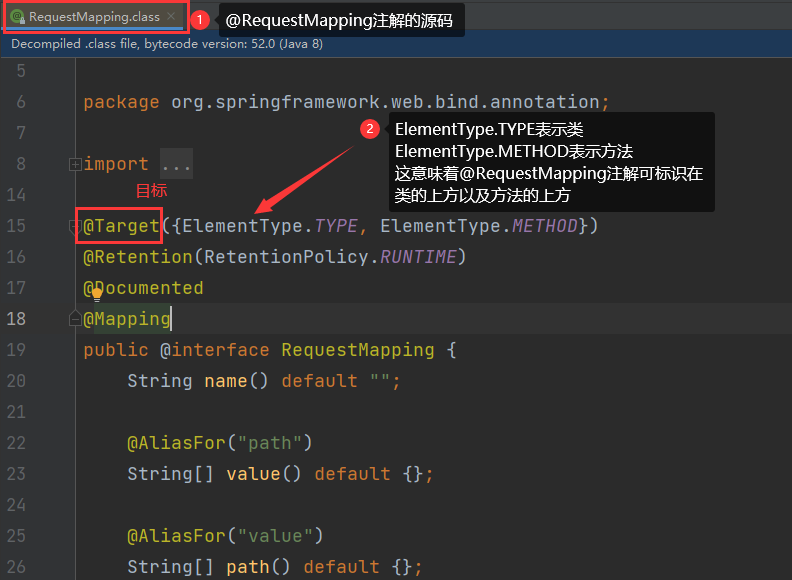 RequestMapping.class ×
1 @RequestMapping注解的源码
Decompiled .class file, bytecode version: 52.0 (Java 8)
5
6 package org.springframework.web.bind.annotation;
7
2 ElementType.TYPE表示类
ElementType.METHOD表示方法
这意味着@RequestMapping注解可标识在
类的上方以及方法的上方
8 import ...
14
目标
15 @Target({ElementType.TYPE, ElementType.METHOD})
16 @Retention(RetentionPolicy.RUNTIME)
17 @Documented
18 @Mapping
19 public @interface RequestMapping {
20 String name() default "";
21
22 @AliasFor("path")
23 String[] value() default {};
24
25 @AliasFor("value")
26 String[] path() default {};